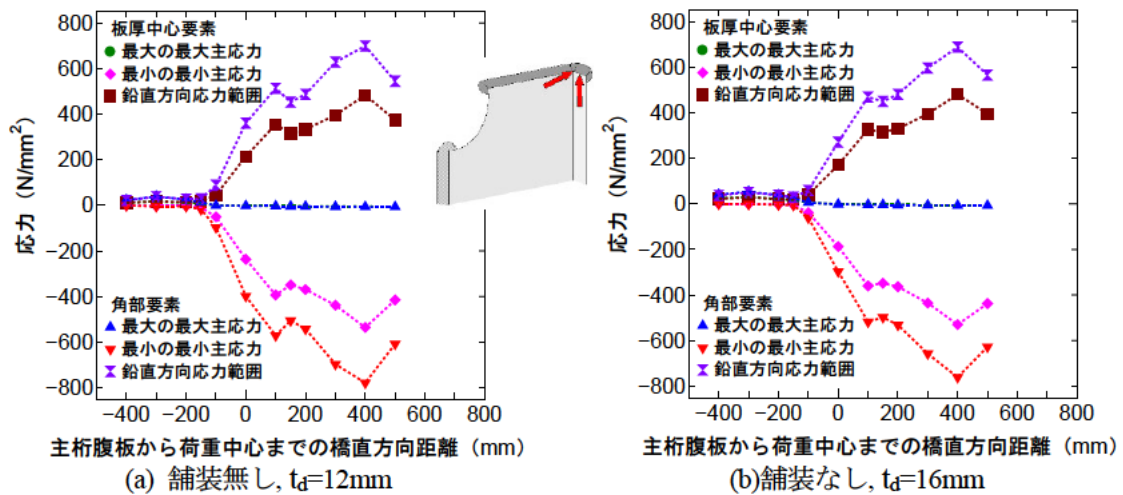 800
600
400
200
0
−200
−400
−600
−800
応力 (N/mm²)
板厚中心要素
最大の最大主応力
最小の最小主応力
鉛直方向応力範囲
角部要素
最大の最大主応力
最小の最小主応力
鉛直方向応力範囲
−400 −200 0 200 400 600 800
主桁腹板から荷重中心までの橋直方向距離 (mm)
(a) 舗装無し, td=12mm
800
600
400
200
0
−200
−400
−600
−800
応力 (N/mm²)
板厚中心要素
最大の最大主応力
最小の最小主応力
鉛直方向応力範囲
角部要素
最大の最大主応力
最小の最小主応力
鉛直方向応力範囲
−400 −200 0 200 400 600 800
主桁腹板から荷重中心までの橋直方向距離 (mm)
(b)舗装なし, td=16mm